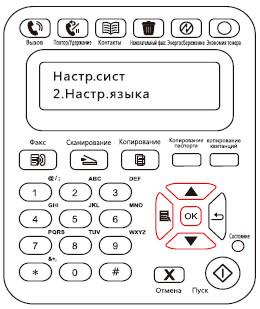 Вызов Повтор/Удержание Контакты Нежелательный факс Энергосбережение Экономия тонера
Настр.сист
2.Настр.языка
Факс Сканирование Копирование Копирование паспорта копирование квитанций
@/: ABC DEF
1 2 3
GHI JKL MNO
4 5 6
OK
PQRS TUV WXYZ
7 8 9
Состояние
&+,
* 0 #
X
Отмена Пуск